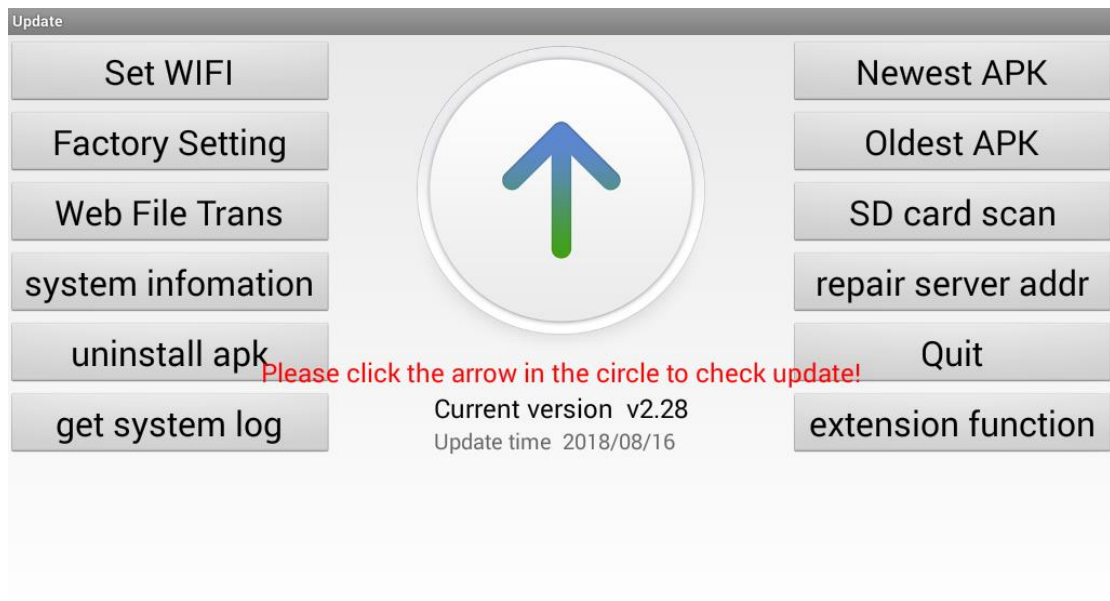 Update
Set WIFI
Newest APK
Factory Setting
Oldest APK
Web File Trans
SD card scan
system infomation
repair server addr
uninstall apk
Quit
Please click the arrow in the circle to check update!
Current version v2.28
get system log
extension function
Update time 2018/08/16